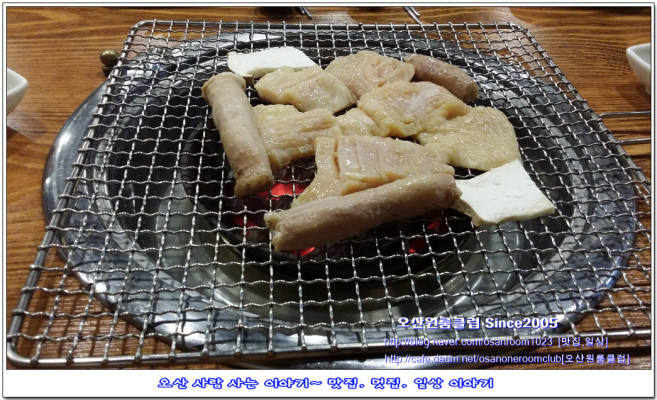 오산원룸클럽 Since2005
http://blog.naver.com/osanroom1023 [맛집 일상]
http://cafe.daum.net/osanoneroomclub[오산원룸클럽]
오산 사람 사는 이야기~ 맛집. 멋집. 일상 이야기